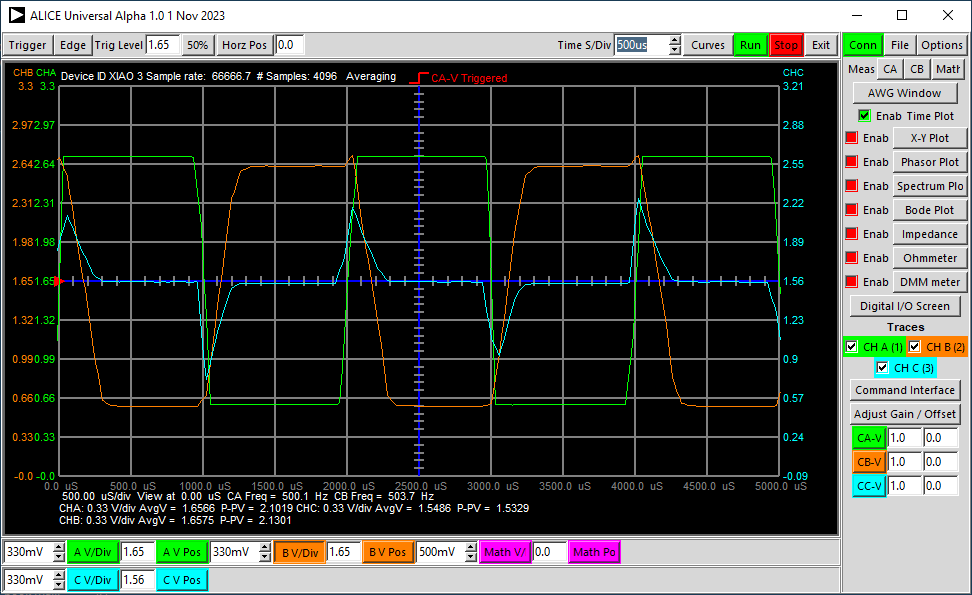 ALICE Universal Alpha 1.0 1 Nov 2023
Trigger Edge Trig Level 1.65 50% Horz Pos 0.0 Time S/Div 500us Curves Run Stop Exit Conn File Options
Meas CA CB Math
CHB CHA Device ID XIAO 3 Sample rate: 66666.7 # Samples: 4096 Averaging CA-V Triggered CHC
3.3 3.3 3.21
AWG Window
Enab Time Plot
2.97 2.97 2.88
Enab X-Y Plot
2.64 2.64 2.55
Enab Phasor Plot
Enab Spectrum Plo
2.31 2.31 2.22
Enab Bode Plot
Enab Impedance
1.98 1.98 1.89
Enab Ohmmeter
1.65 1.65 1.56
Enab DMM meter
Digital I/O Screen
1.32 1.32 1.23
Traces
CH A (1) CH B (2)
0.99 0.99 0.9
CH C (3)
Command Interface
0.66 0.66 0.57
Adjust Gain / Offset
0.33 0.33 0.24
CA-V 1.0 0.0
CB-V 1.0 0.0
-0.0 -0.0 -0.09
CC-V 1.0 0.0
0.0 uS 500.0 uS 1000.0 uS 1500.0 uS 2000.0 uS 2500.0 uS 3000.0 uS 3500.0 uS 4000.0 uS 5000.0 uS
500.00 uS/div View at 0.00 uS CA Freq = 500.1 Hz CB Freq = 503.7 Hz
CHA: 0.33 V/div AvgV = 1.6566 P-PV = 2.1019 CHC: 0.33 V/div AvgV = 1.5486 P-PV = 1.5329
CHB: 0.33 V/div AvgV = 1.6575 P-PV = 2.1301
330mV A V/Div 1.65 A V Pos 330mV B V/Div 1.65 B V Pos 500mV Math V/ 0.0 Math Po
330mV C V/Div 1.56 C V Pos